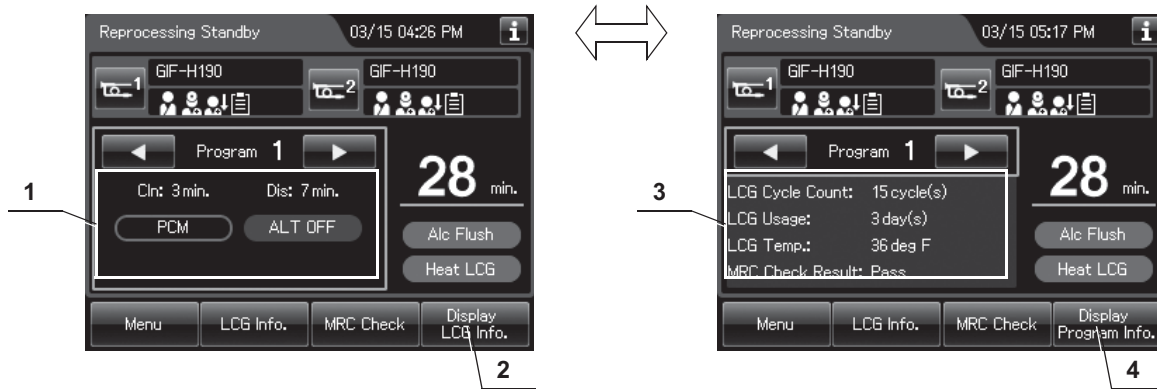 Reprocessing Standby 03/15 04:26 PM i
1 GIF-H190 2 GIF-H190
Program 1
28 min.
Cln: 3 min. Dis: 7 min.
PCM ALT OFF
Alc Flush
Heat LCG
Menu LCG Info. MRC Check Display LCG Info.
1
2
Reprocessing Standby 03/15 05:17 PM i
1 GIF-H190 2 GIF-H190
Program 1
28 min.
LCG Cycle Count: 15 cycle(s)
LCG Usage: 3 day(s)
LCG Temp.: 36 deg F
MRC Check Result: Pass
Alc Flush
Heat LCG
Menu LCG Info. MRC Check Display Program Info.
3
4